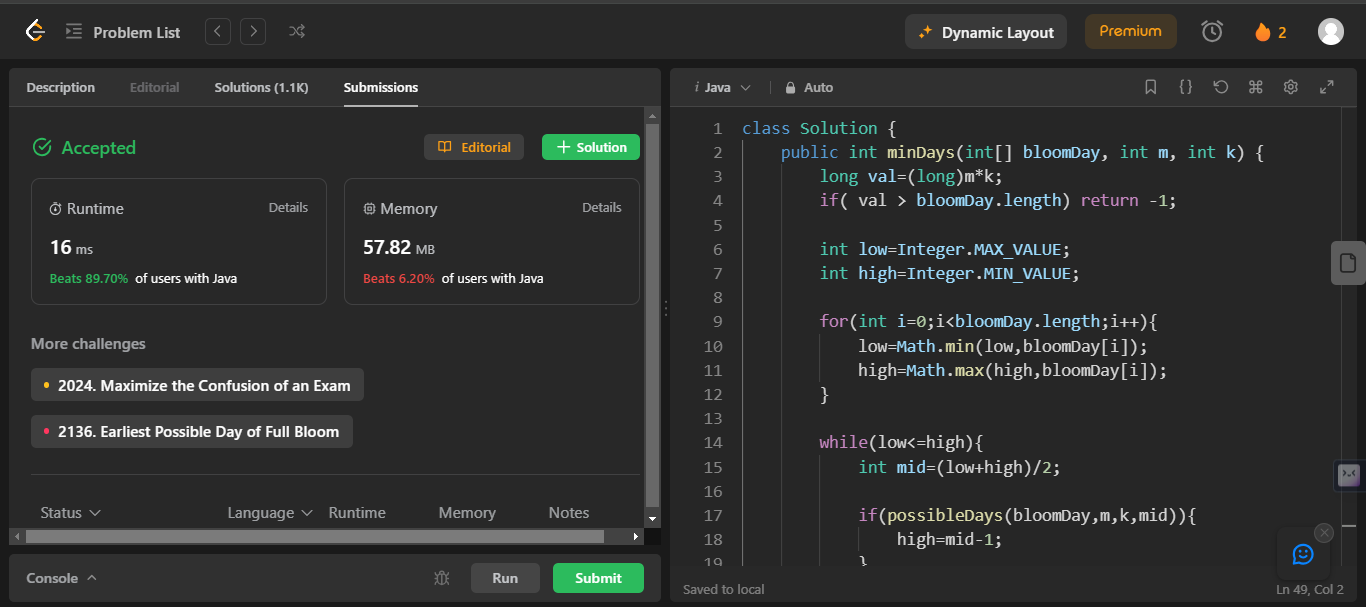 Problem List
Dynamic Layout
Premium
2
Description Editorial Solutions (1.1K) Submissions
Accepted
Editorial
Solution
Runtime Details
16 ms
Beats 89.70% of users with Java
Memory Details
57.82 MB
Beats 6.20% of users with Java
More challenges
2024. Maximize the Confusion of an Exam
2136. Earliest Possible Day of Full Bloom
Status Language Runtime Memory Notes
Console
Run
Submit
i Java Auto
1 class Solution {
2 public int minDays(int[] bloomDay, int m, int k) {
3 long val=(long)m*k;
4 if( val > bloomDay.length) return -1;
5
6 int low=Integer.MAX_VALUE;
7 int high=Integer.MIN_VALUE;
8
9 for(int i=0;i<bloomDay.length;i++){
10 low=Math.min(low,bloomDay[i]);
11 high=Math.max(high,bloomDay[i]);
12 }
13
14 while(low<=high){
15 int mid=(low+high)/2;
16
17 if(possibleDays(bloomDay,m,k,mid)){
18 high=mid-1;
19 }
Saved to local
Ln 49, Col 2